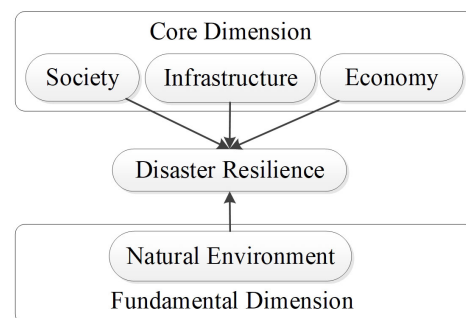 Core Dimension
Society Infrastructure Economy
Disaster Resilience
Natural Environment
Fundamental Dimension